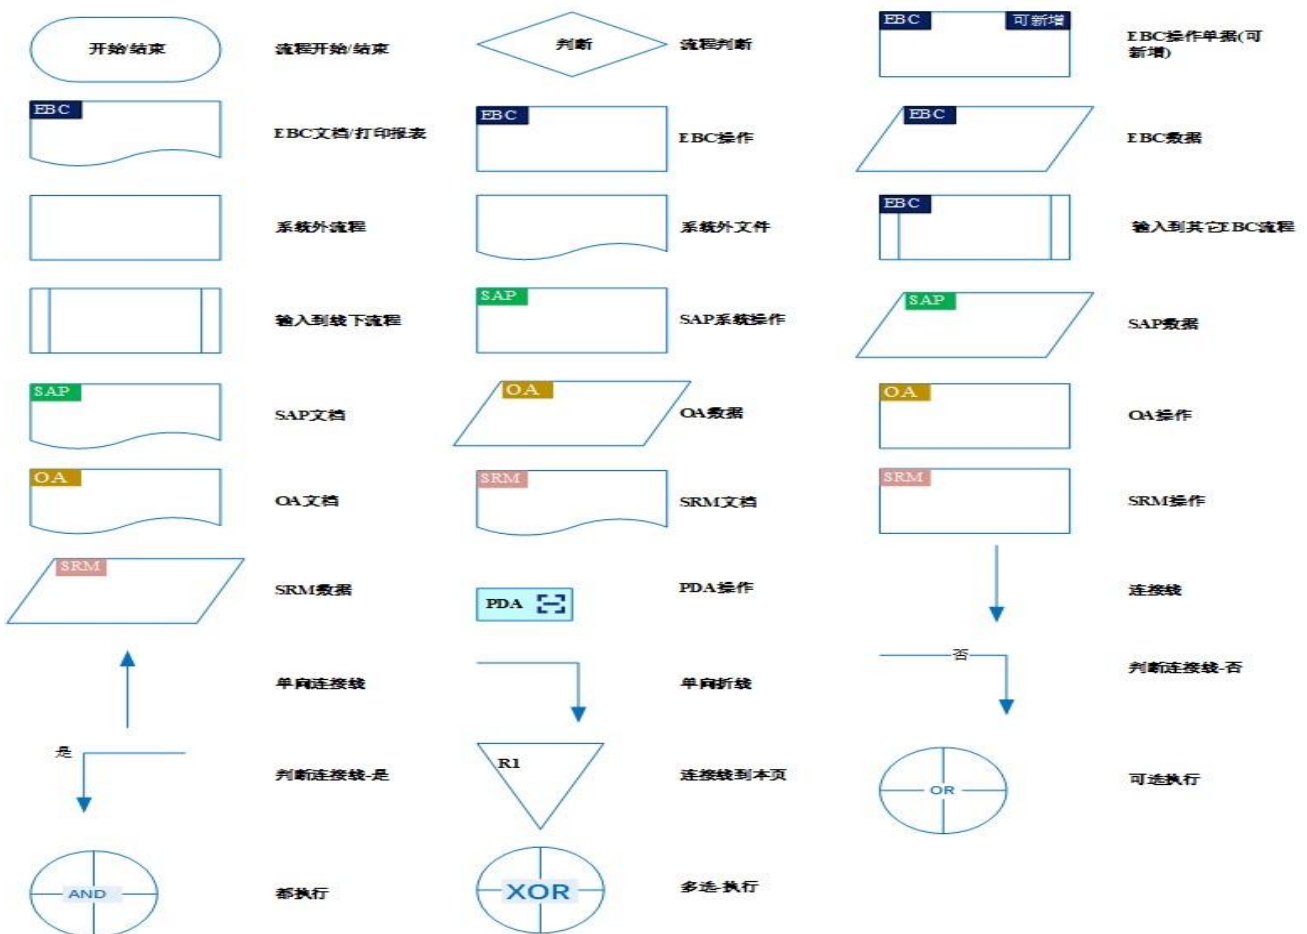 开始/结束
流程开始/结束
判断
流程判断
EBC 可新增
EBC操作单据(可
新增)
EBC
EBC文档/打印报表
EBC
EBC操作
EBC
EBC数据
系统外流程
系统外文件
EBC
输入到其它EBC流程
输入到线下流程
SAP
SAP系统操作
SAP
SAP数据
SAP
SAP文档
OA
OA数据
OA
OA操作
OA
OA文档
SRM
SRM文档
SRM
SRM操作
SRM
SRM数据
PDA
PDA操作
连接线
单向连接线
单向折线
否
判断连接线-否
是
判断连接线-是
R1
连接线到本页
OR
可选执行
AND
都执行
XOR
多选-执行